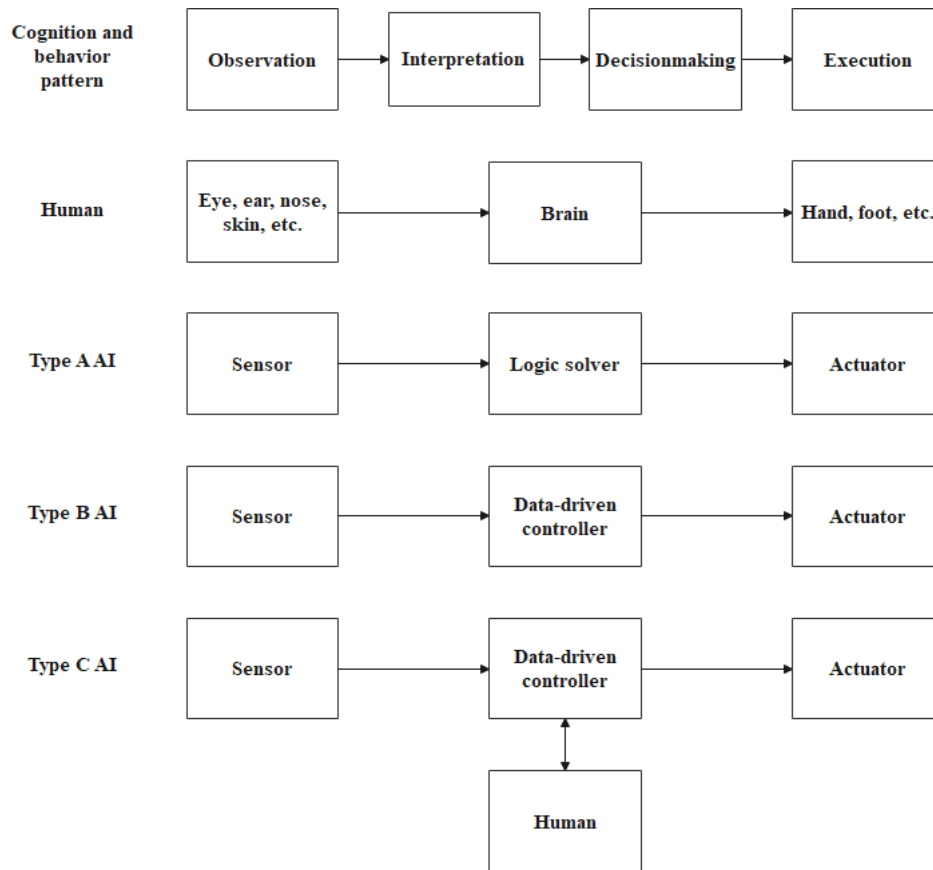 Cognition and
behavior
pattern
Observation
Interpretation
Decisionmaking
Execution
Human
Eye, ear, nose,
skin, etc.
Brain
Hand, foot, etc.
Type A AI
Sensor
Logic solver
Actuator
Type B AI
Sensor
Data-driven
controller
Actuator
Type C AI
Sensor
Data-driven
controller
Actuator
Human